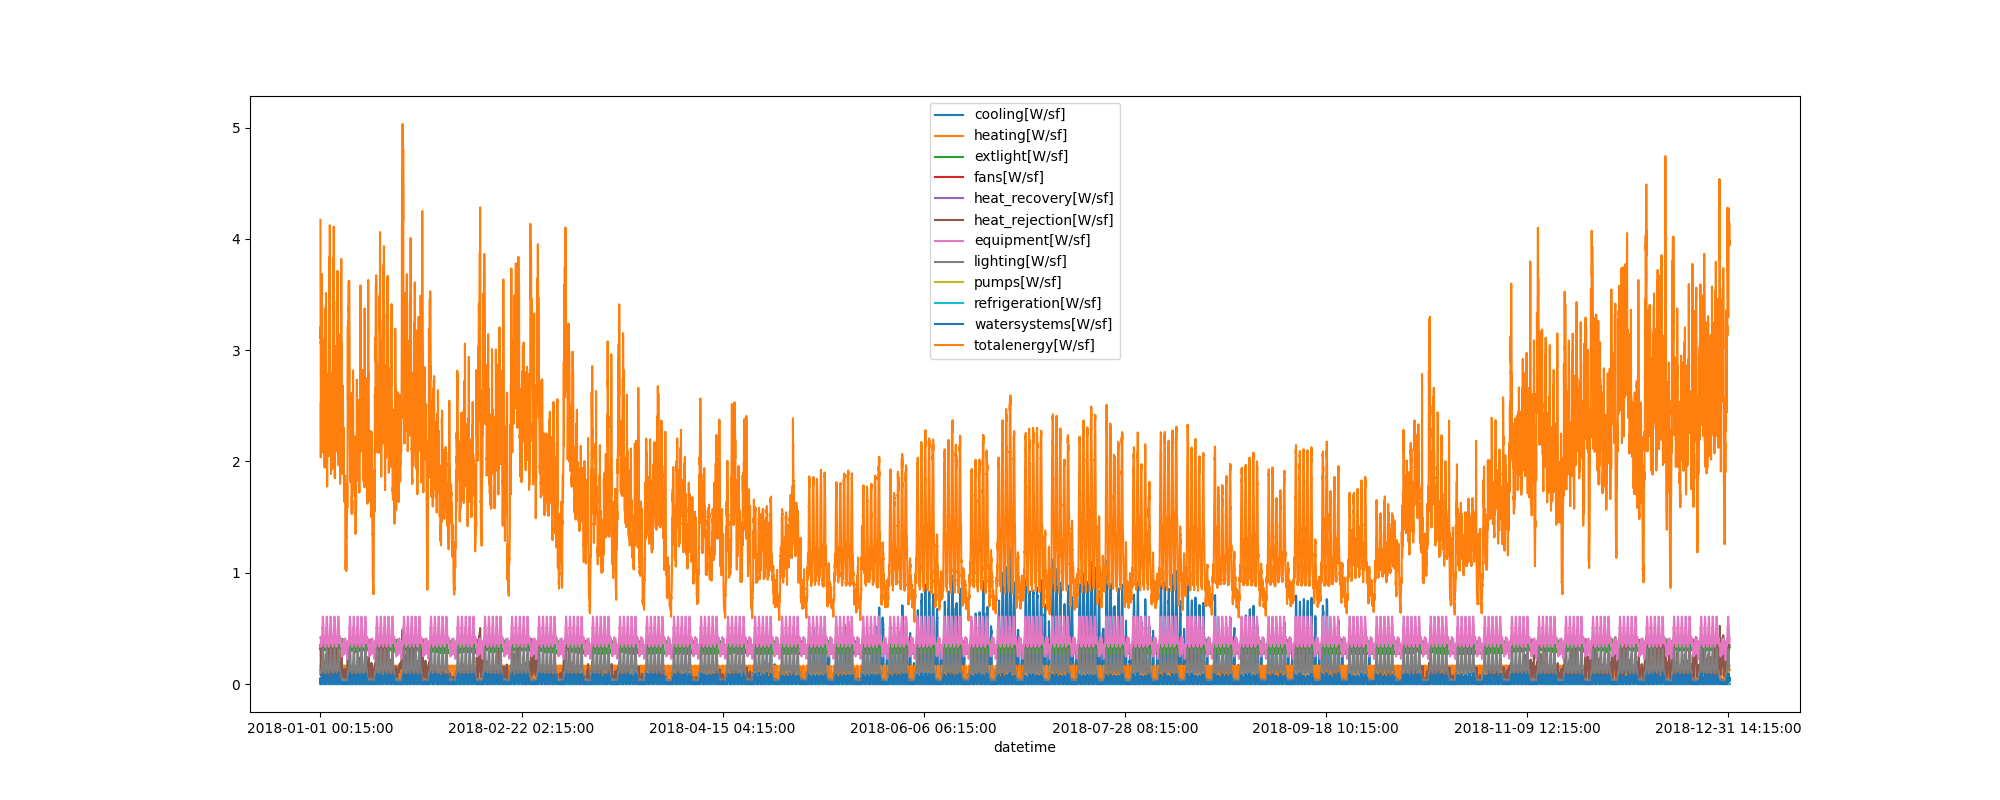 cooling[W/sf]
heating[W/sf]
extlight[W/sf]
fans[W/sf]
heat_recovery[W/sf]
heat_rejection[W/sf]
equipment[W/sf]
lighting[W/sf]
pumps[W/sf]
refrigeration[W/sf]
watersystems[W/sf]
totalenergy[W/sf]
5
4
3
2
1
0
2018-01-01 00:15:00 2018-02-22 02:15:00 2018-04-15 04:15:00 2018-06-06 06:15:00 2018-07-28 08:15:00 2018-09-18 10:15:00 2018-11-09 12:15:00 2018-12-31 14:15:00
datetime